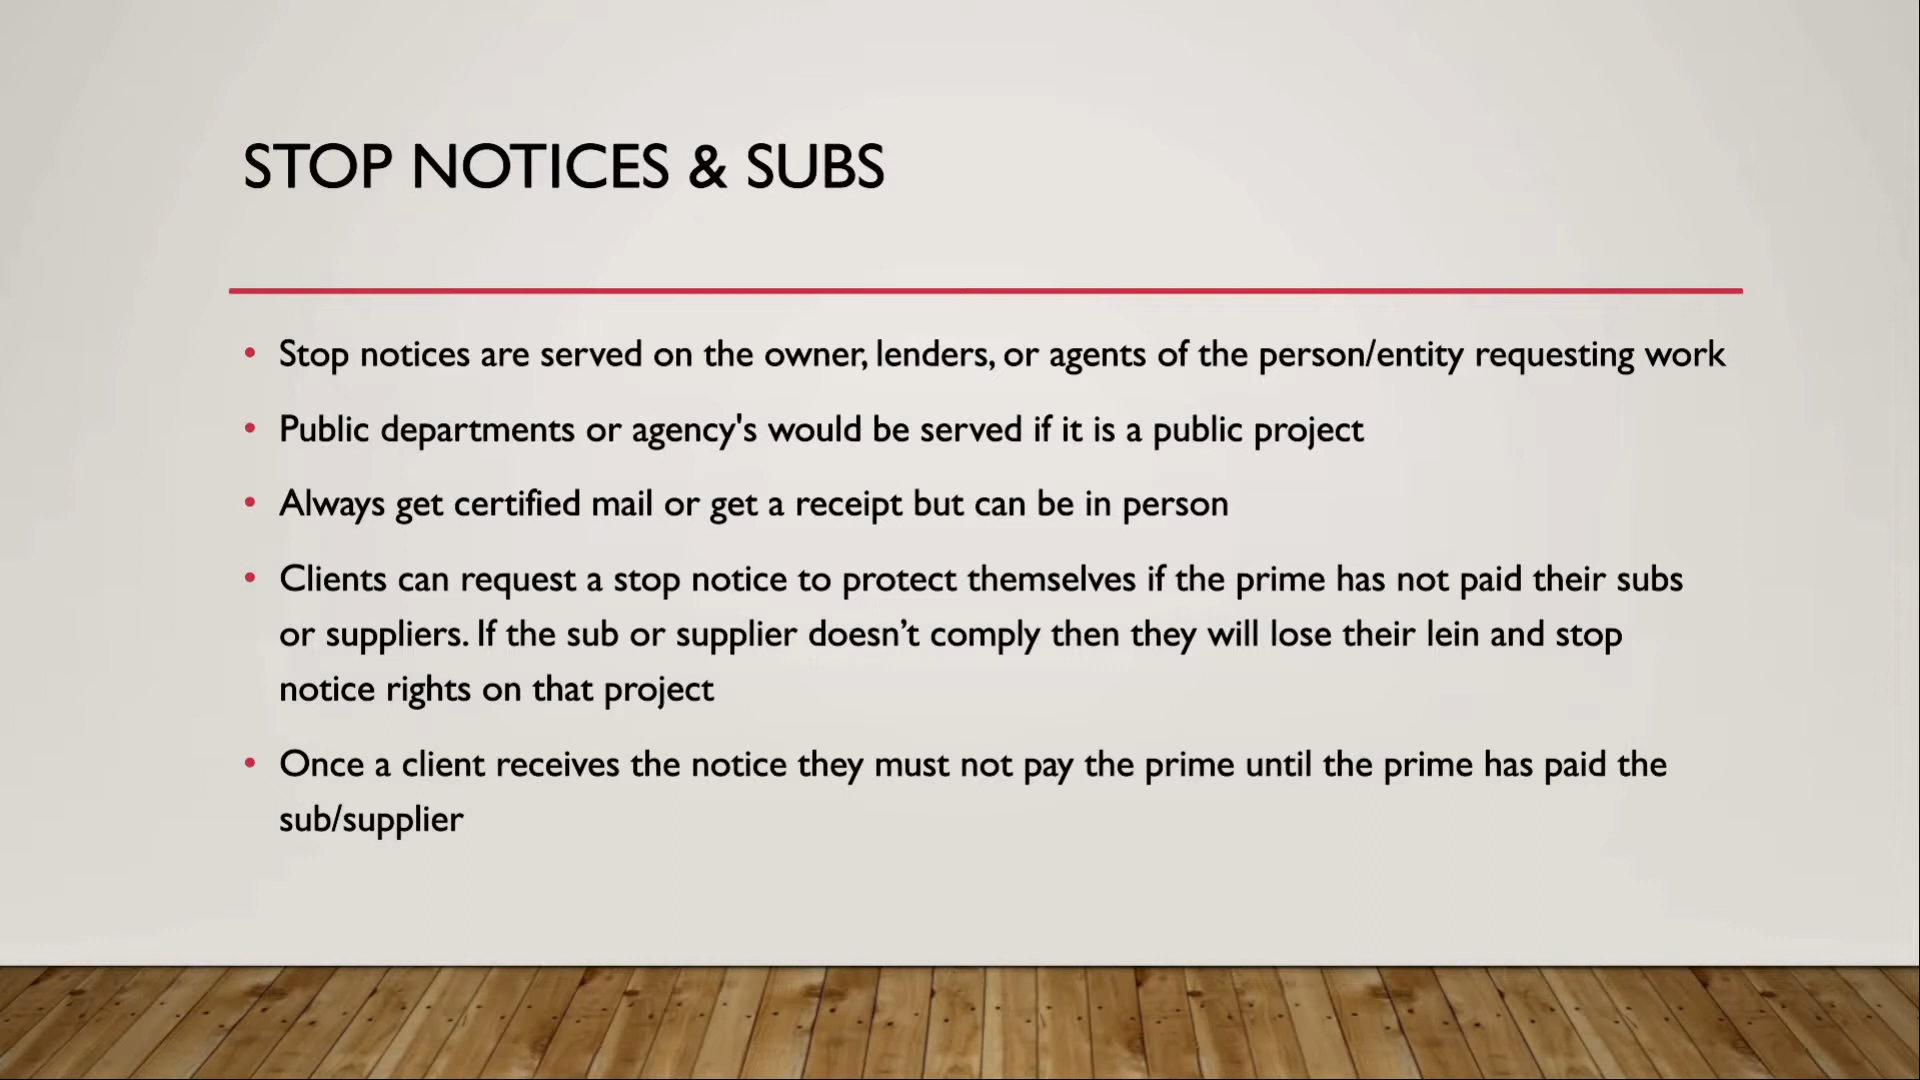 STOP NOTICES & SUBS
• Stop notices are served on the owner, lenders, or agents of the person/entity requesting work
• Public departments or agency's would be served if it is a public project
• Always get certified mail or get a receipt but can be in person
• Clients can request a stop notice to protect themselves if the prime has not paid their subs
or suppliers. If the sub or supplier doesn’t comply then they will lose their lein and stop
notice rights on that project
• Once a client receives the notice they must not pay the prime until the prime has paid the
sub/supplier